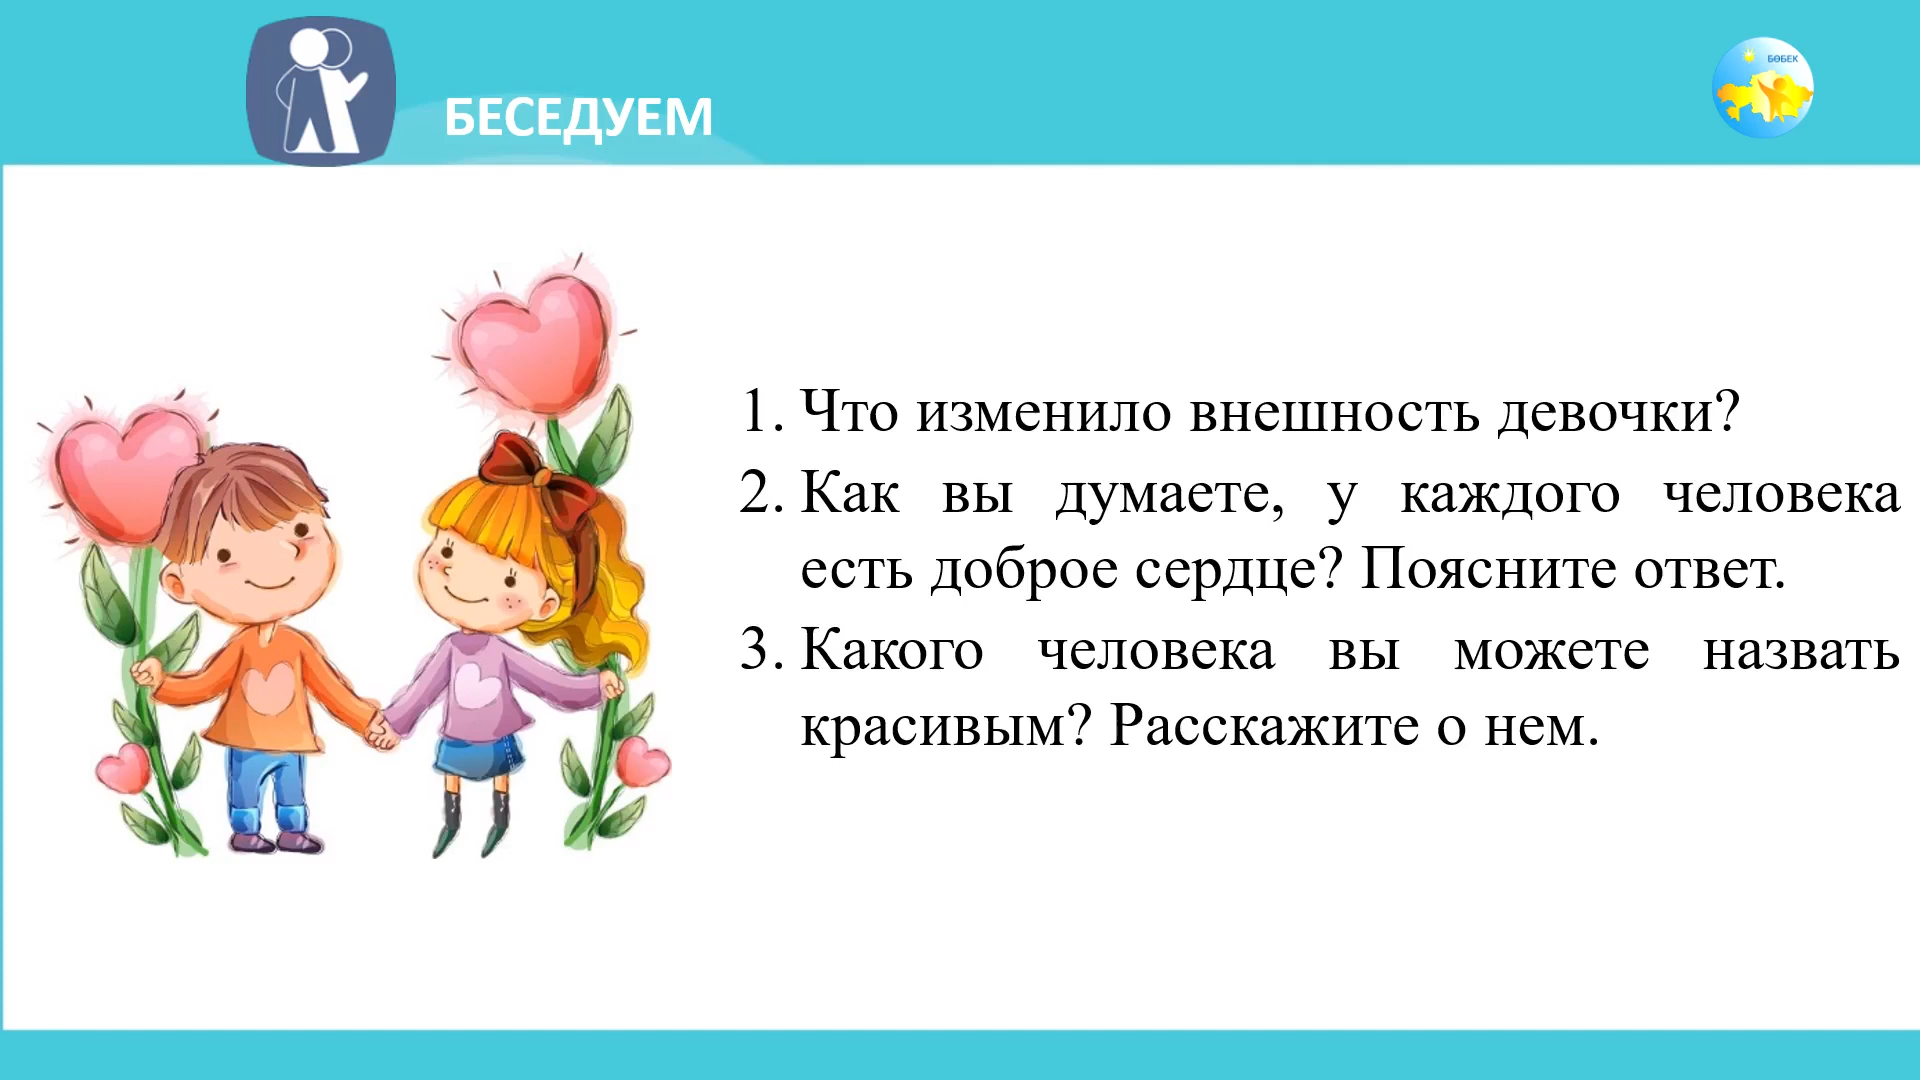 БӨБЕК
БЕСЕДУЕМ
1. Что изменило внешность девочки?
2. Как вы думаете, у каждого человека
есть доброе сердце? Поясните ответ.
3. Какого человека вы можете назвать
красивым? Расскажите о нем.